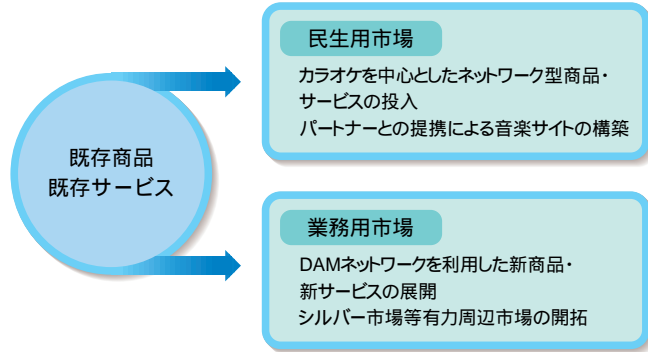 既存商品
既存サービス
民生用市場
カラオケを中心としたネットワーク型商品・
サービスの投入
パートナーとの提携による音楽サイトの構築
業務用市場
DAMネットワークを利用した新商品・
新サービスの展開
シルバー市場等有力周辺市場の開拓